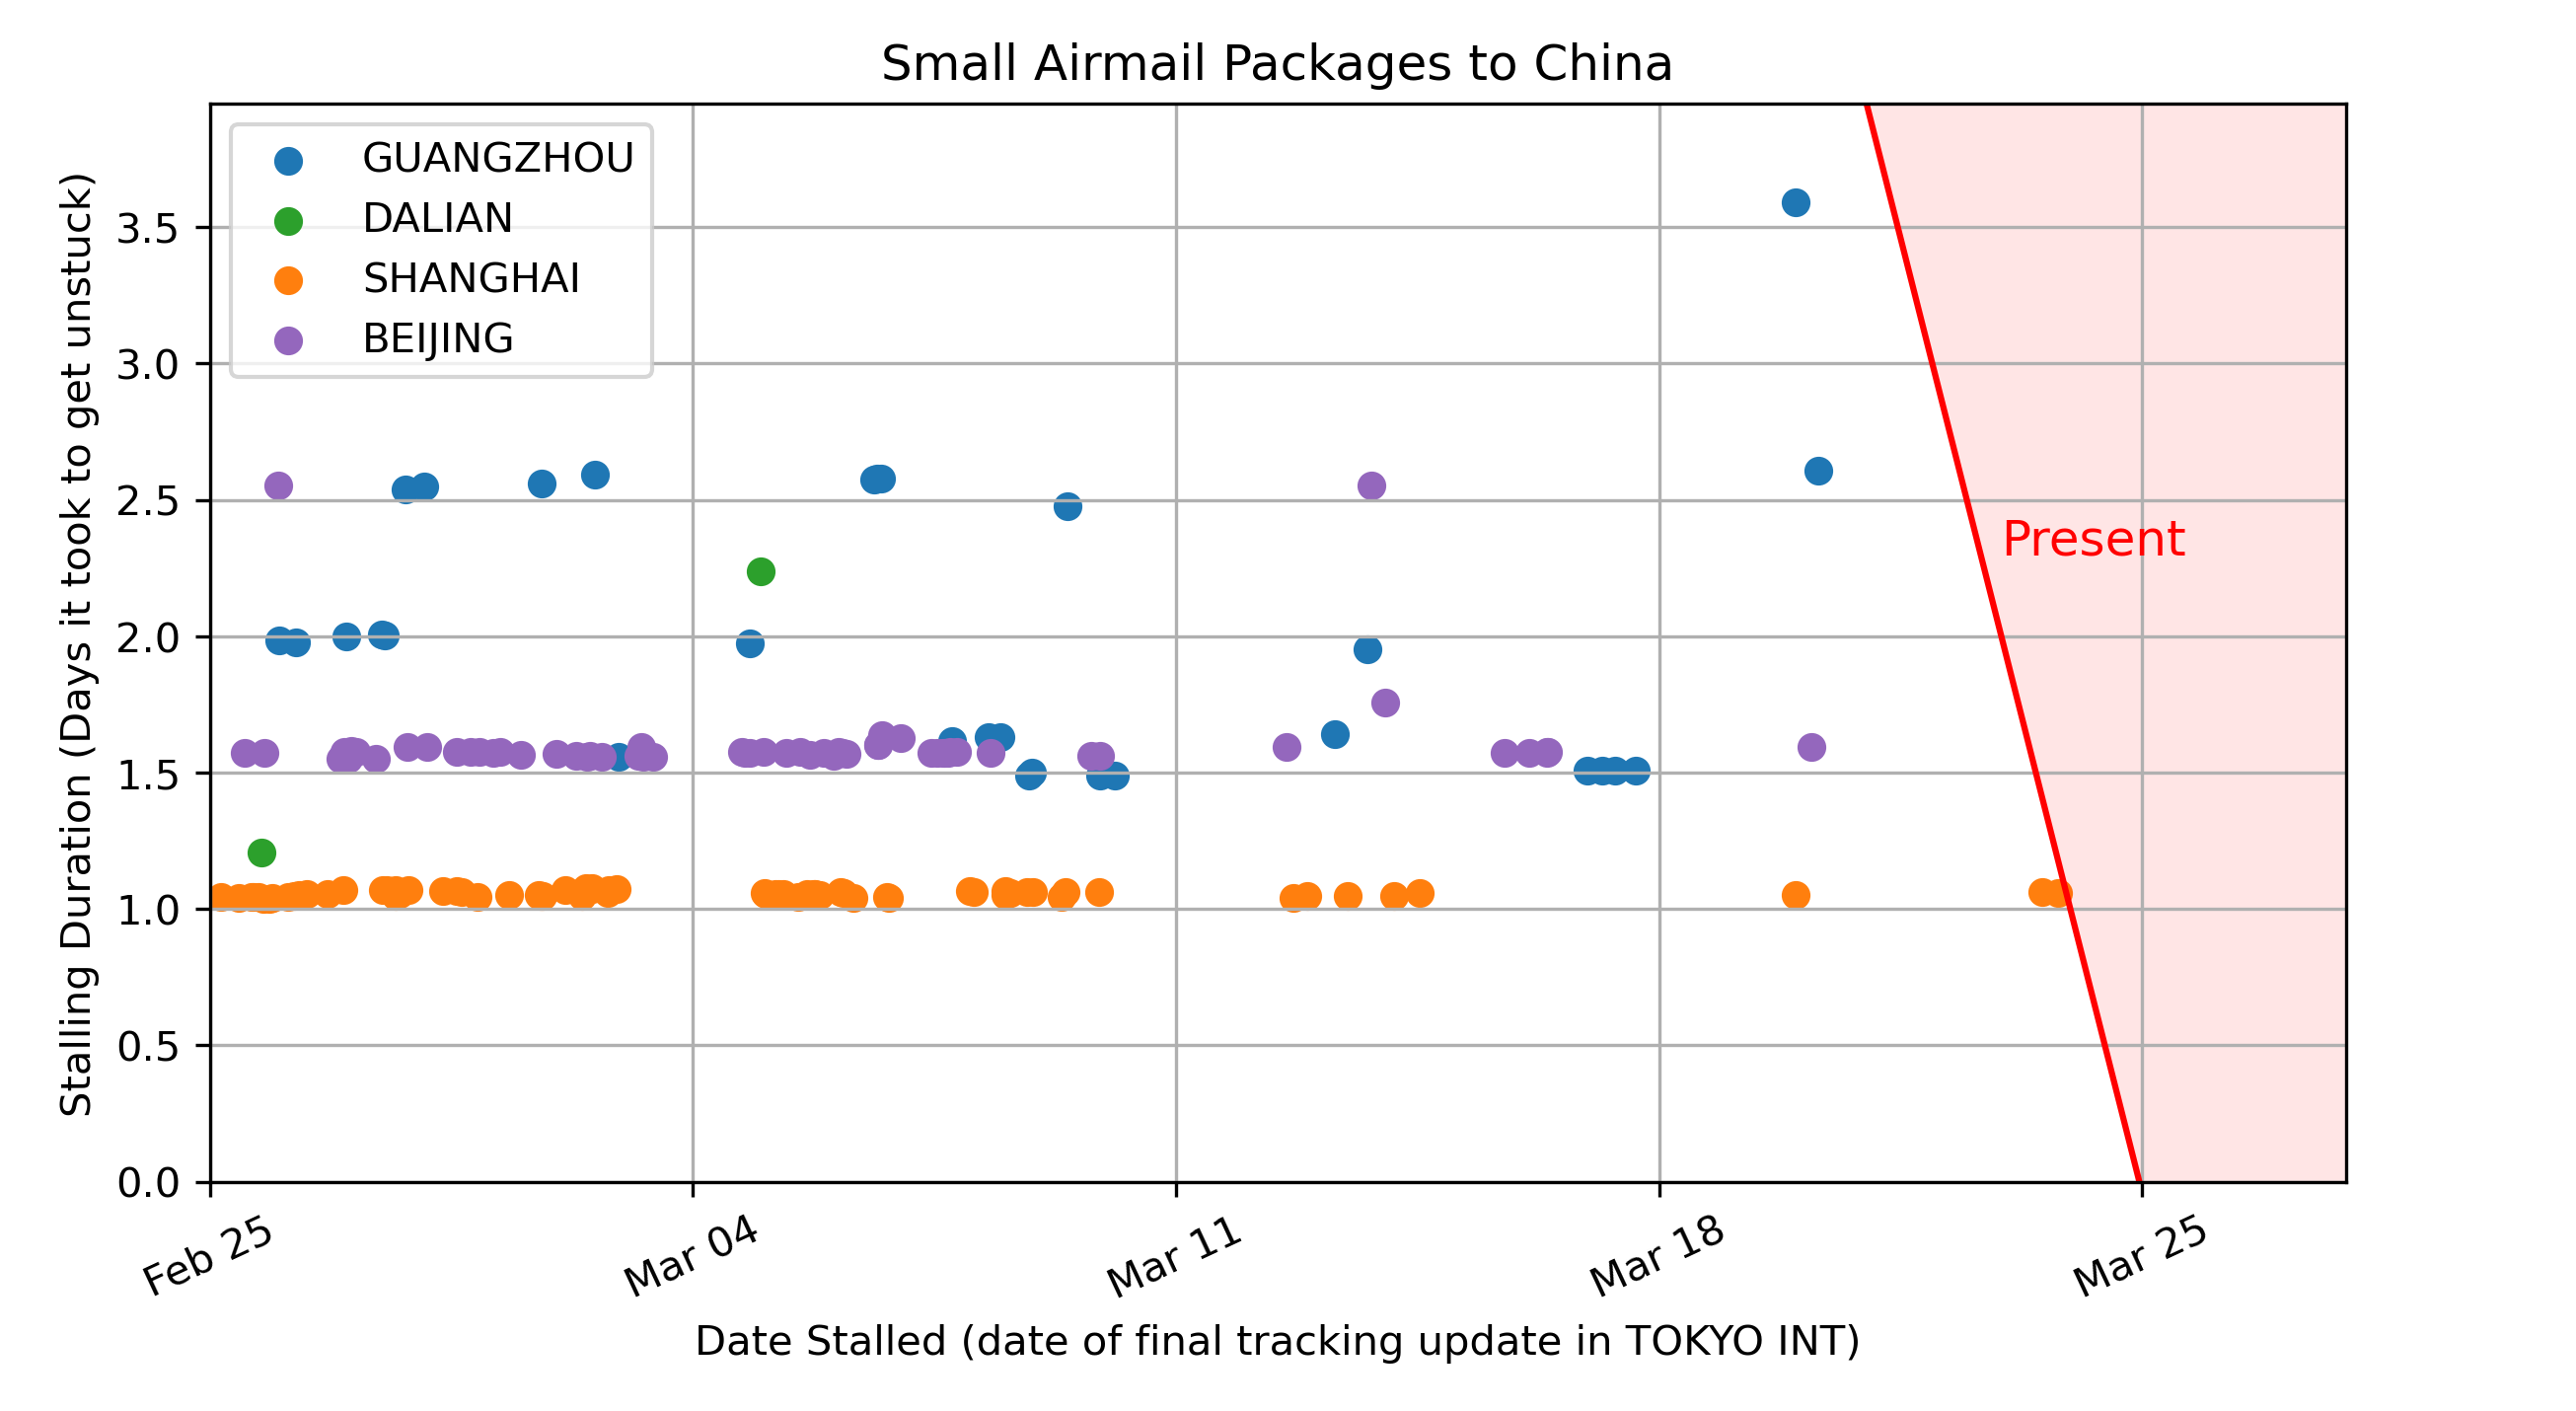 Small Airmail Packages to China
GUANGZHOU
DALIAN
SHANGHAI
BEIJING
Stalling Duration (Days it took to get unstuck)
3.5
3.0
2.5
2.0
1.5
1.0
0.5
0.0
Present
Feb 25
Mar 04
Mar 11
Mar 18
Mar 25
Date Stalled (date of final tracking update in TOKYO INT)